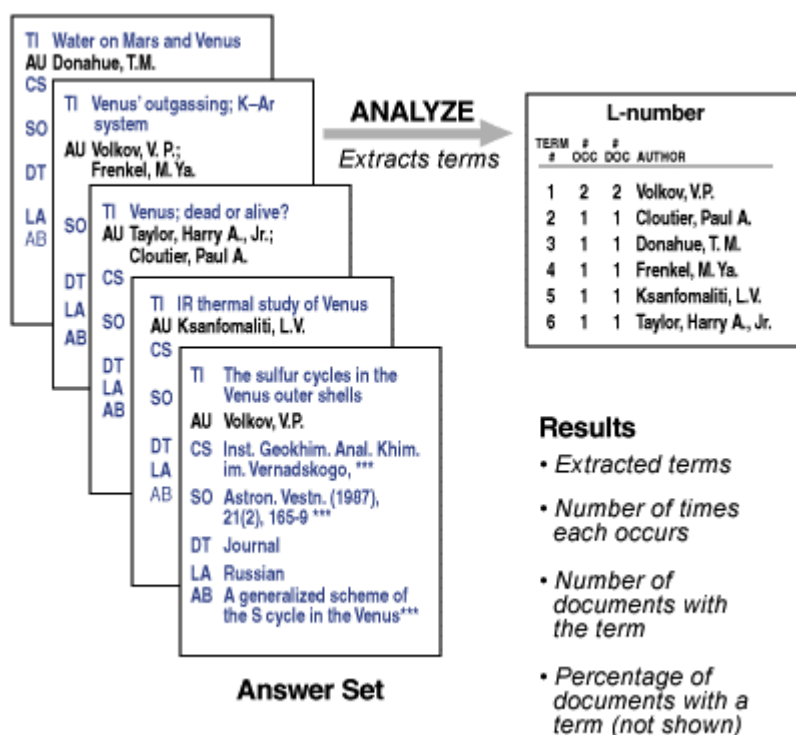 TI Water on Mars and Venus
AU Donahue, T.M.
CS
SO
DT
LA
AB
TI Venus' outgassing; K–Ar
system
AU Volkov, V. P.;
Frenkel, M. Ya.
SO
DT
LA
AB
TI Venus; dead or alive?
AU Taylor, Harry A., Jr.;
Cloutier, Paul A.
CS
SO
DT
LA
AB
TI IR thermal study of Venus
AU Ksanfomaliti, L.V.
CS
SO
DT
LA
AB
TI The sulfur cycles in the
Venus outer shells
AU Volkov, V.P.
CS Inst. Geokhim. Anal. Khim.
im. Vernadskogo, ***
SO Astron. Vestn. (1987),
21(2), 165-9 ***
DT Journal
LA Russian
AB A generalized scheme of
the S cycle in the Venus***
Answer Set
ANALYZE
Extracts terms
L-number
TERM # #
# OCC DOC AUTHOR
1 2 2 Volkov, V.P.
2 1 1 Cloutier, Paul A.
3 1 1 Donahue, T. M.
4 1 1 Frenkel, M. Ya.
5 1 1 Ksanfomaliti, L.V.
6 1 1 Taylor, Harry A., Jr.
Results
• Extracted terms
• Number of times
each occurs
• Number of
documents with
the term
• Percentage of
documents with a
term (not shown)